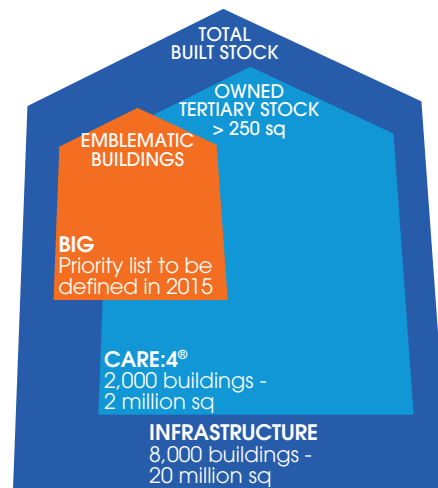 TOTAL
BUILT STOCK
OWNED
TERTIARY STOCK
> 250 sq
EMBLEMATIC
BUILDINGS
BIG
Priority list to be
defined in 2015
CARE:4®
2,000 buildings -
2 million sq
INFRASTRUCTURE
8,000 buildings -
20 million sq